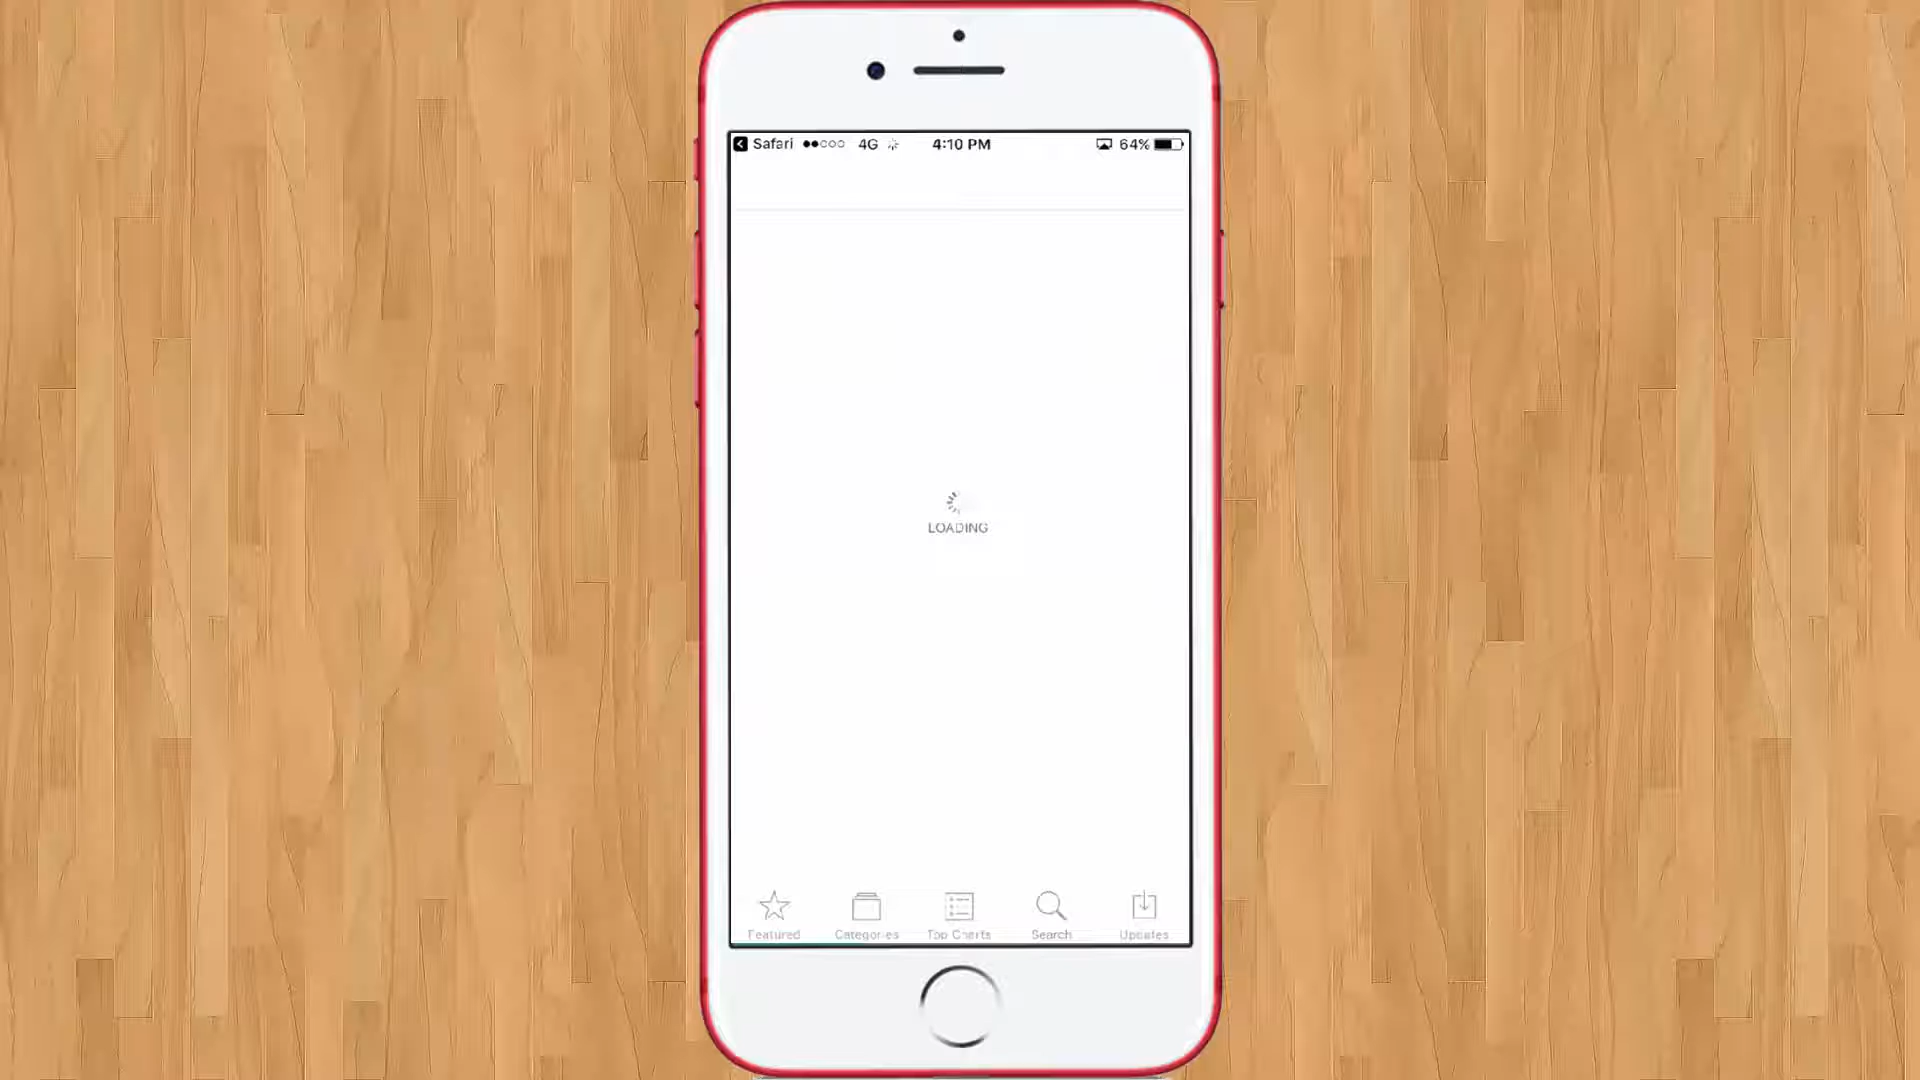 Safari 4G 4:10 PM 64%
LOADING
Featured Categories Top Charts Search Updates